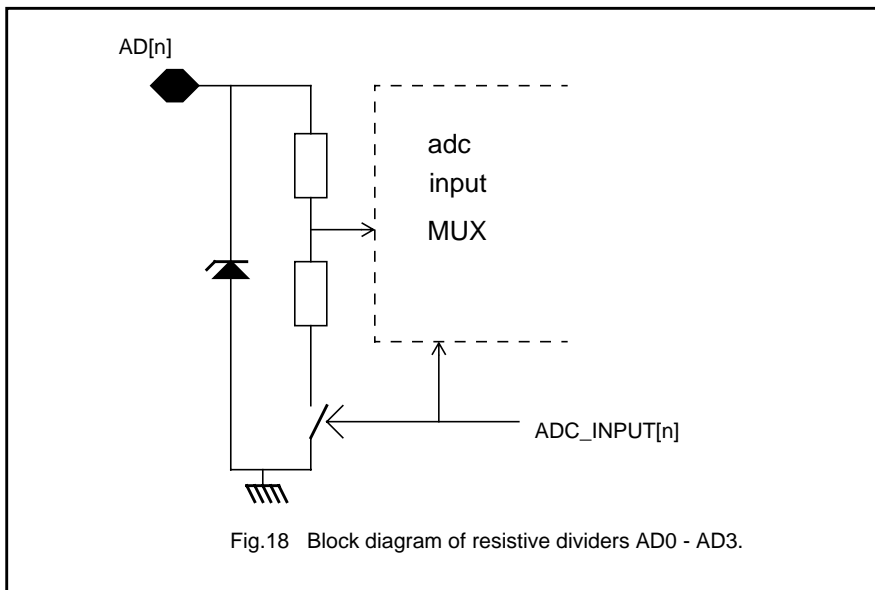 AD[n]
adc
input
MUX
ADC_INPUT[n]
Fig.18 Block diagram of resistive dividers AD0 - AD3.